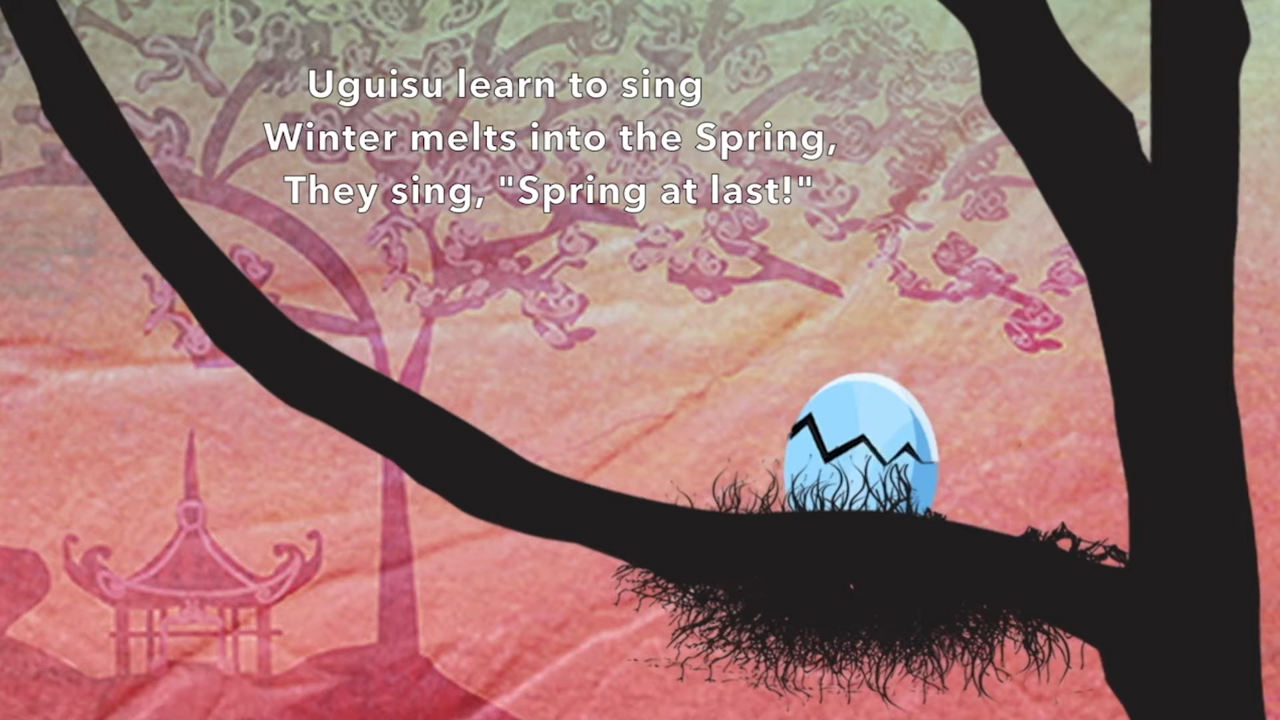 Uguisu learn to sing
Winter melts into the Spring,
They sing, "Spring at last!"